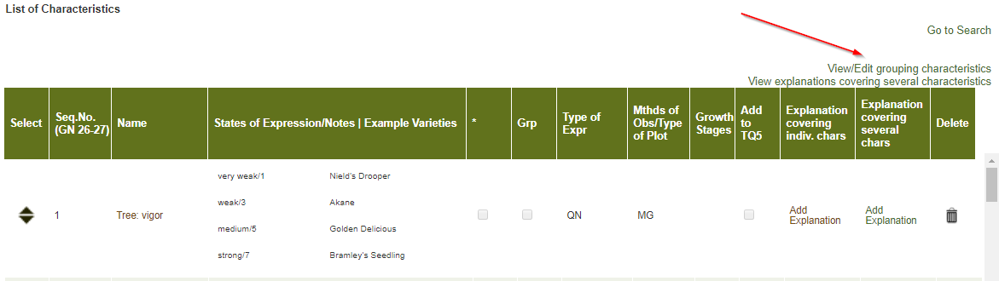 List of Characteristics
Go to Search
View/Edit grouping characteristics
View explanations covering several characteristics
Select
Seq.No.
(GN 26-27)
Name
States of Expression/Notes | Example Varieties
*
Grp
Type of
Expr
Mthds of
Obs/Type
of Plot
Growth
Stages
Add
to
TQ5
Explanation
covering
indiv. chars
Explanation
covering
several
chars
Delete
1
Tree: vigor
very weak/1 Nield's Drooper
weak/3 Akane
medium/5 Golden Delicious
strong/7 Bramley's Seedling
QN
MG
Add
Explanation
Add
Explanation